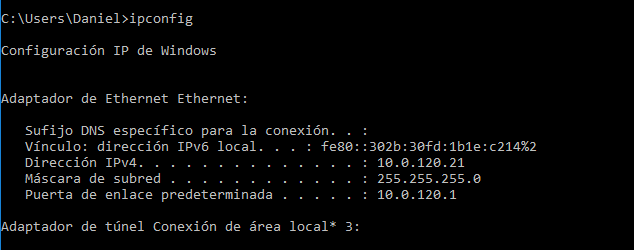 C:\Users\Daniel>ipconfig
Configuración IP de Windows
Adaptador de Ethernet Ethernet:
Sufijo DNS específico para la conexión. . :
Vínculo: dirección IPv6 local. . . : fe80::302b:30fd:1b1e:c214%2
Dirección IPv4. . . . . . . . . . . . . . : 10.0.120.21
Máscara de subred . . . . . . . . . . . . : 255.255.255.0
Puerta de enlace predeterminada . . . . . : 10.0.120.1
Adaptador de túnel Conexión de área local* 3: